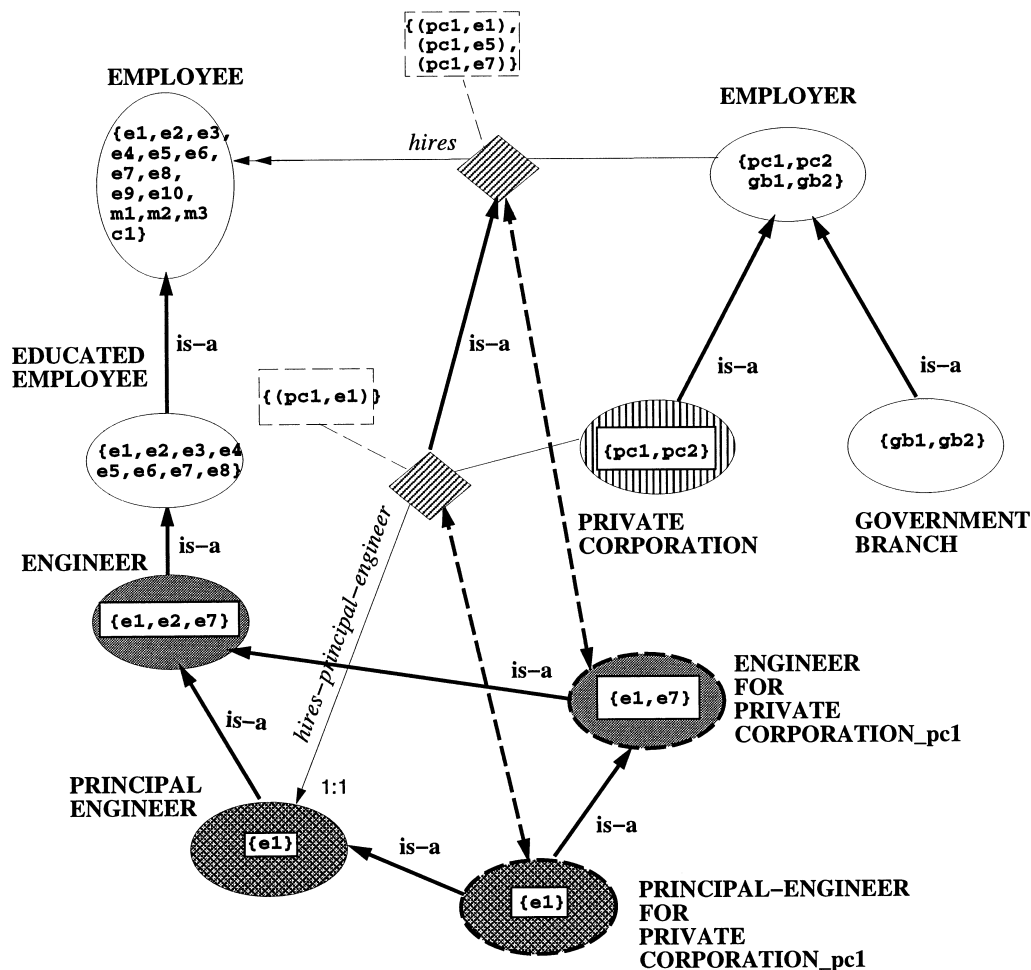 {(pc1,e1),
(pc1,e5),
(pc1,e7)}
EMPLOYEE
EMPLOYER
{e1,e2,e3,
e4,e5,e6,
e7,e8,
e9,e10,
m1,m2,m3
c1}
hires
{pc1,pc2
gb1,gb2}
is-a
EDUCATED
EMPLOYEE
is-a
is-a
is-a
{(pc1,e1)}
{e1,e2,e3,e4
e5,e6,e7,e8}
{pc1,pc2}
{gb1,gb2}
PRIVATE
CORPORATION
GOVERNMENT
BRANCH
is-a
ENGINEER
hires-principal-engineer
{e1,e2,e7}
is-a
{e1,e7}
ENGINEER
FOR
PRIVATE
CORPORATION_pc1
is-a
PRINCIPAL
ENGINEER
1:1
{e1}
is-a
is-a
{e1}
PRINCIPAL-ENGINEER
FOR
PRIVATE
CORPORATION_pc1